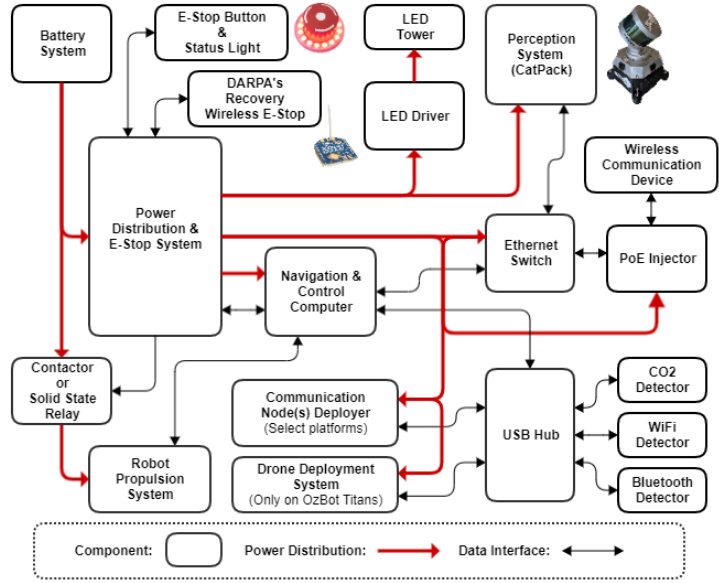 Battery
System
E-Stop Button
&
Status Light
LED
Tower
Perception
System
(CatPack)
DARPA's
Recovery
Wireless E-Stop
LED Driver
Wireless
Communication
Device
Power
Distribution &
E-Stop System
Ethernet
Switch
PoE Injector
Navigation &
Control
Computer
Contactor
or
Solid State
Relay
Communication
Node(s) Deployer
(Select platforms)
USB Hub
CO2
Detector
WiFi
Detector
Robot
Propulsion
System
Drone Deployment
System
(Only on OzBot Titans)
Bluetooth
Detector
Component:
Power Distribution:
Data Interface: